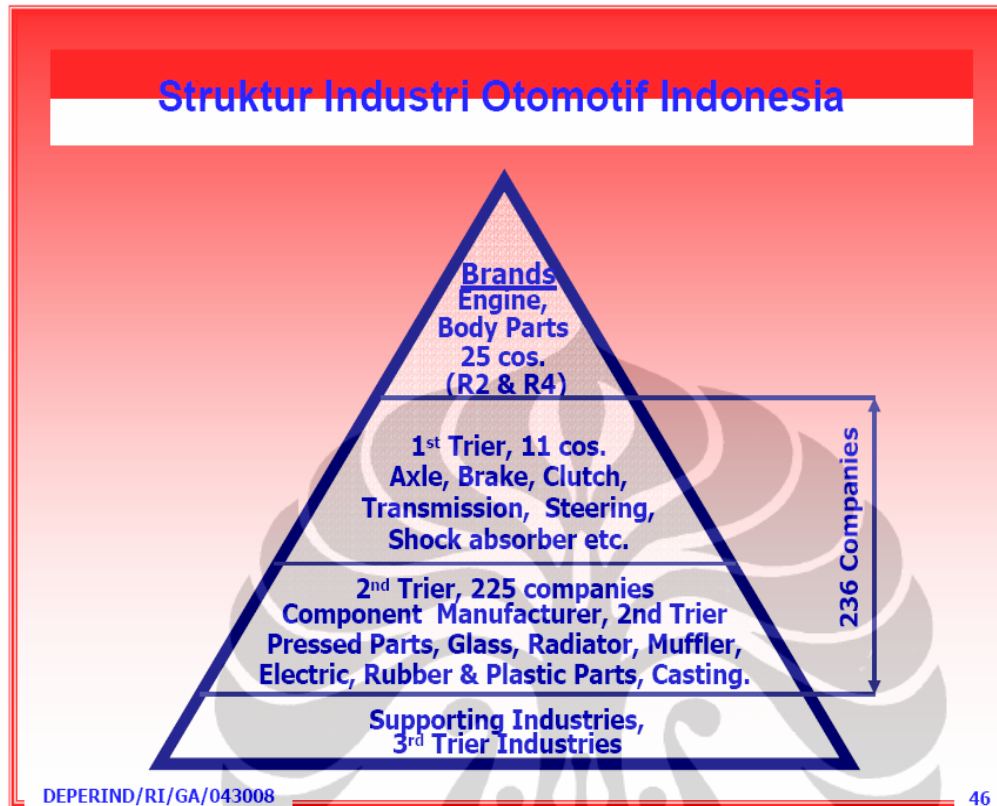 Struktur Industri Otomotif Indonesia
Brands
Engine,
Body Parts
25 cos.
(R2 & R4)
1st Trier, 11 cos.
Axle, Brake, Clutch,
Transmission, Steering,
Shock absorber etc.
2nd Trier, 225 companies
Component Manufacturer, 2nd Trier
Pressed Parts, Glass, Radiator, Muffler,
Electric, Rubber & Plastic Parts, Casting.
Supporting Industries,
3rd Trier Industries
236 Companies
DEPERIND/RI/GA/043008
46